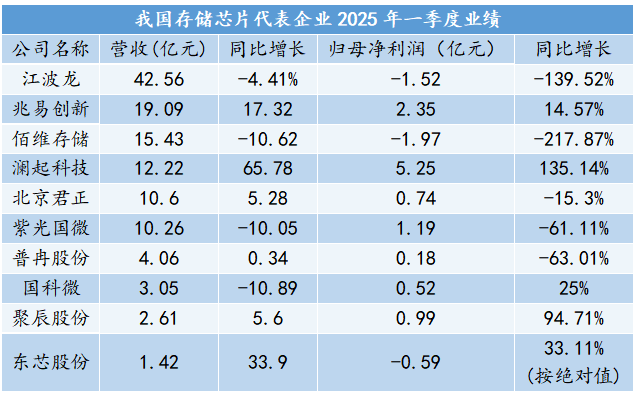 我国存储芯片代表企业 2025 年一季度业绩
公司名称 营收(亿元) 同比增长 归母净利润（亿元） 同比增长
江波龙 42.56 -4.41% -1.52 -139.52%
兆易创新 19.09 17.32 2.35 14.57%
佰维存储 15.43 -10.62 -1.97 -217.87%
澜起科技 12.22 65.78 5.25 135.14%
北京君正 10.6 5.28 0.74 -15.3%
紫光国微 10.26 -10.05 1.19 -61.11%
普冉股份 4.06 0.34 0.18 -63.01%
国科微 3.05 -10.89 0.52 25%
聚辰股份 2.61 5.6 0.99 94.71%
东芯股份 1.42 33.9 -0.59 33.11%
(按绝对值)